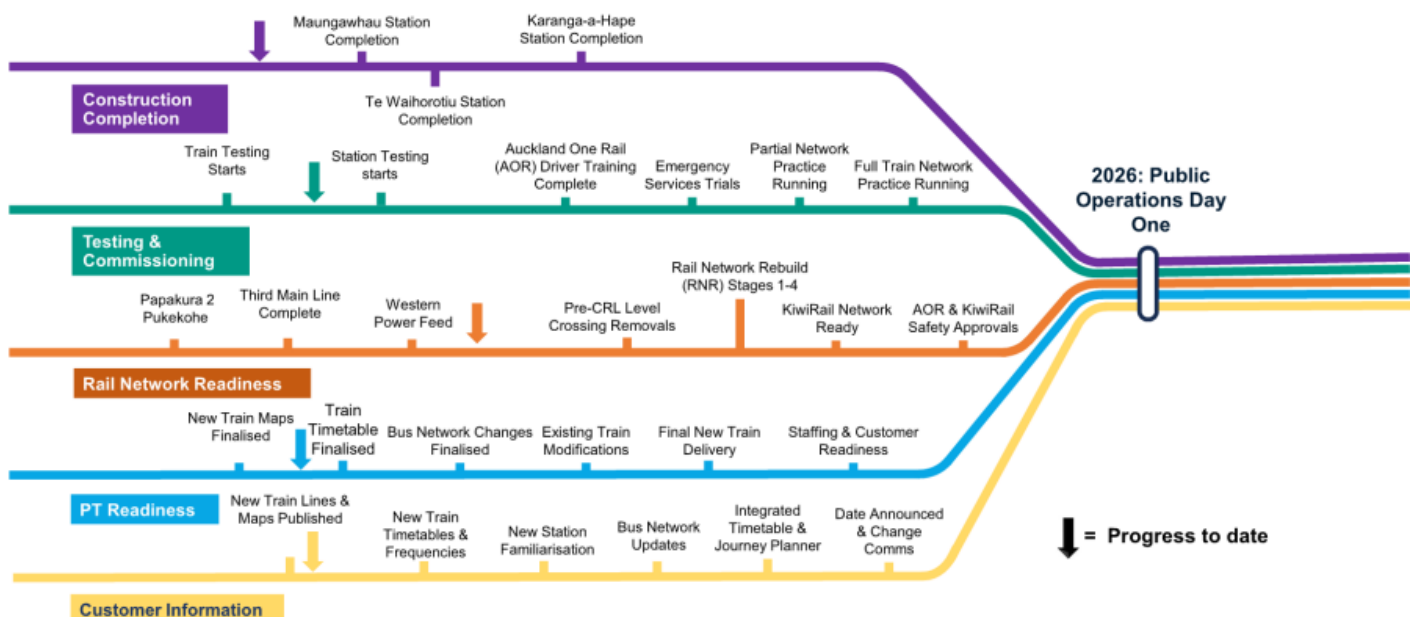 Maungawhau Station
Completion
Karanga-a-Hape
Station Completion
Construction
Completion
Te Waihorotiu Station
Completion
Train Testing
Starts
Station Testing
starts
Auckland One Rail
(AOR) Driver Training
Complete
Emergency
Services Trials
Partial Network
Practice
Running
Full Train Network
Practice Running
2026: Public
Operations Day
One
Testing &
Commissioning
Papakura 2
Pukekohe
Third Main Line
Complete
Western
Power Feed
Pre-CRL Level
Crossing Removals
Rail Network Rebuild
(RNR) Stages 1-4
KiwiRail Network
Ready
AOR & KiwiRail
Safety Approvals
Rail Network Readiness
New Train Maps
Finalised
Train
Timetable
Finalised
Bus Network Changes
Finalised
Existing Train
Modifications
Final New Train
Delivery
Staffing & Customer
Readiness
PT Readiness
New Train Lines &
Maps Published
New Train
Timetables &
Frequencies
New Station
Familiarisation
Bus Network
Updates
Integrated
Timetable &
Journey Planner
Date Announced
& Change
Comms
= Progress to date
Customer Information